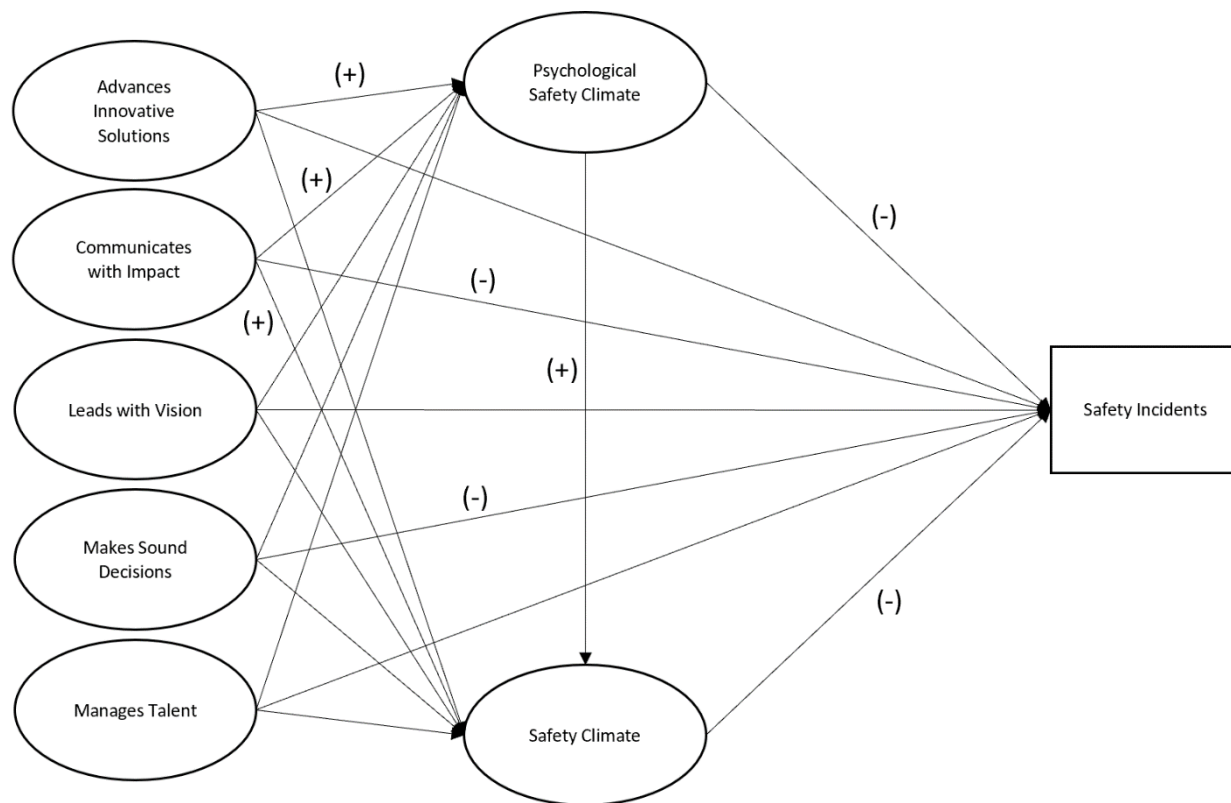 Advances
Innovative
Solutions
(+)
Psychological
Safety Climate
(+)
Communicates
with Impact
(-)
(-)
(+)
(+)
Leads with Vision
Safety Incidents
(-)
Makes Sound
Decisions
(-)
Manages Talent
Safety Climate